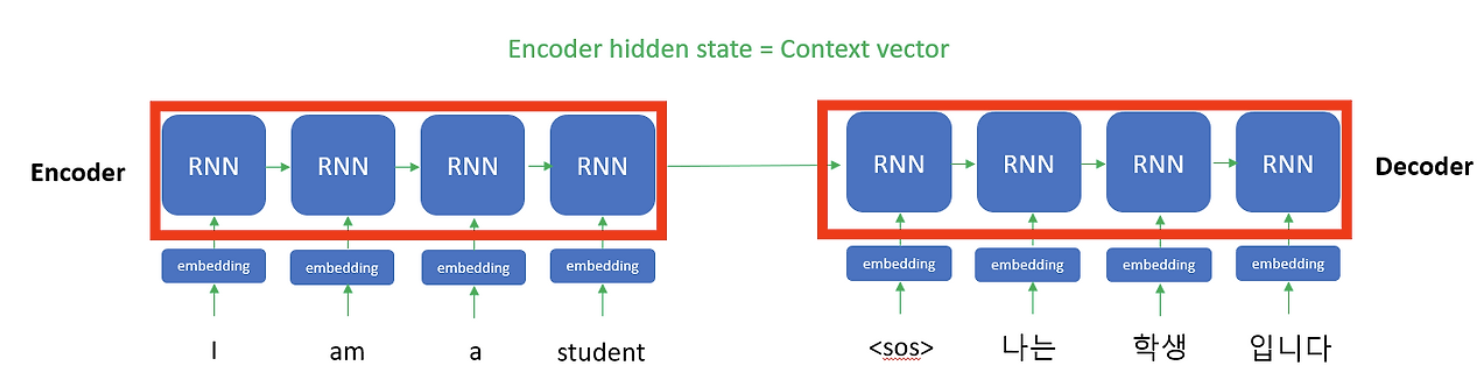 Encoder hidden state = Context vector
Encoder RNN RNN RNN RNN RNN RNN RNN RNN Decoder
embedding embedding embedding embedding embedding embedding embedding embedding
I am a student <sos> 나는 학생 입니다